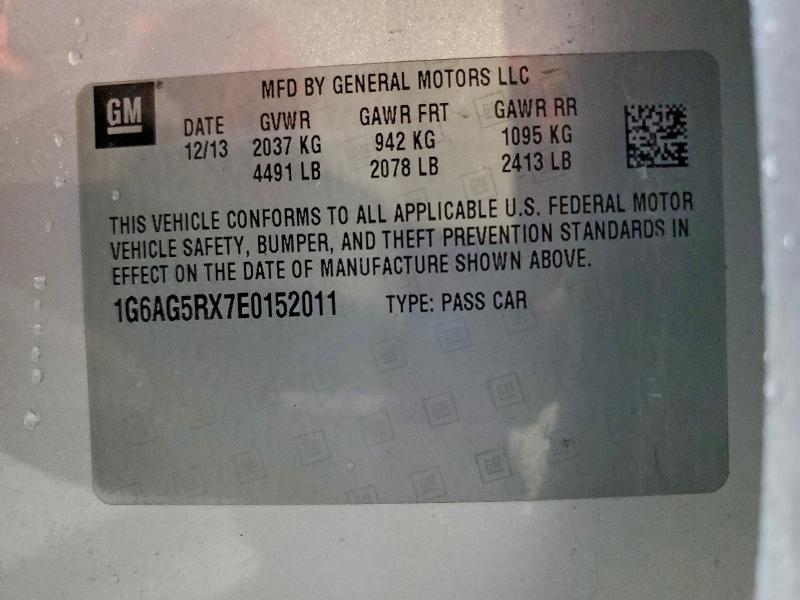 GM®
MFD BY GENERAL MOTORS LLC
DATE GVWR GAWR FRT GAWR RR
12/13 2037 KG 942 KG 1095 KG
4491 LB 2078 LB 2413 LB
THIS VEHICLE CONFORMS TO ALL APPLICABLE U.S. FEDERAL MOTOR
VEHICLE SAFETY, BUMPER, AND THEFT PREVENTION STANDARDS IN
EFFECT ON THE DATE OF MANUFACTURE SHOWN ABOVE.
1G6AG5RX7E0152011 TYPE: PASS CAR